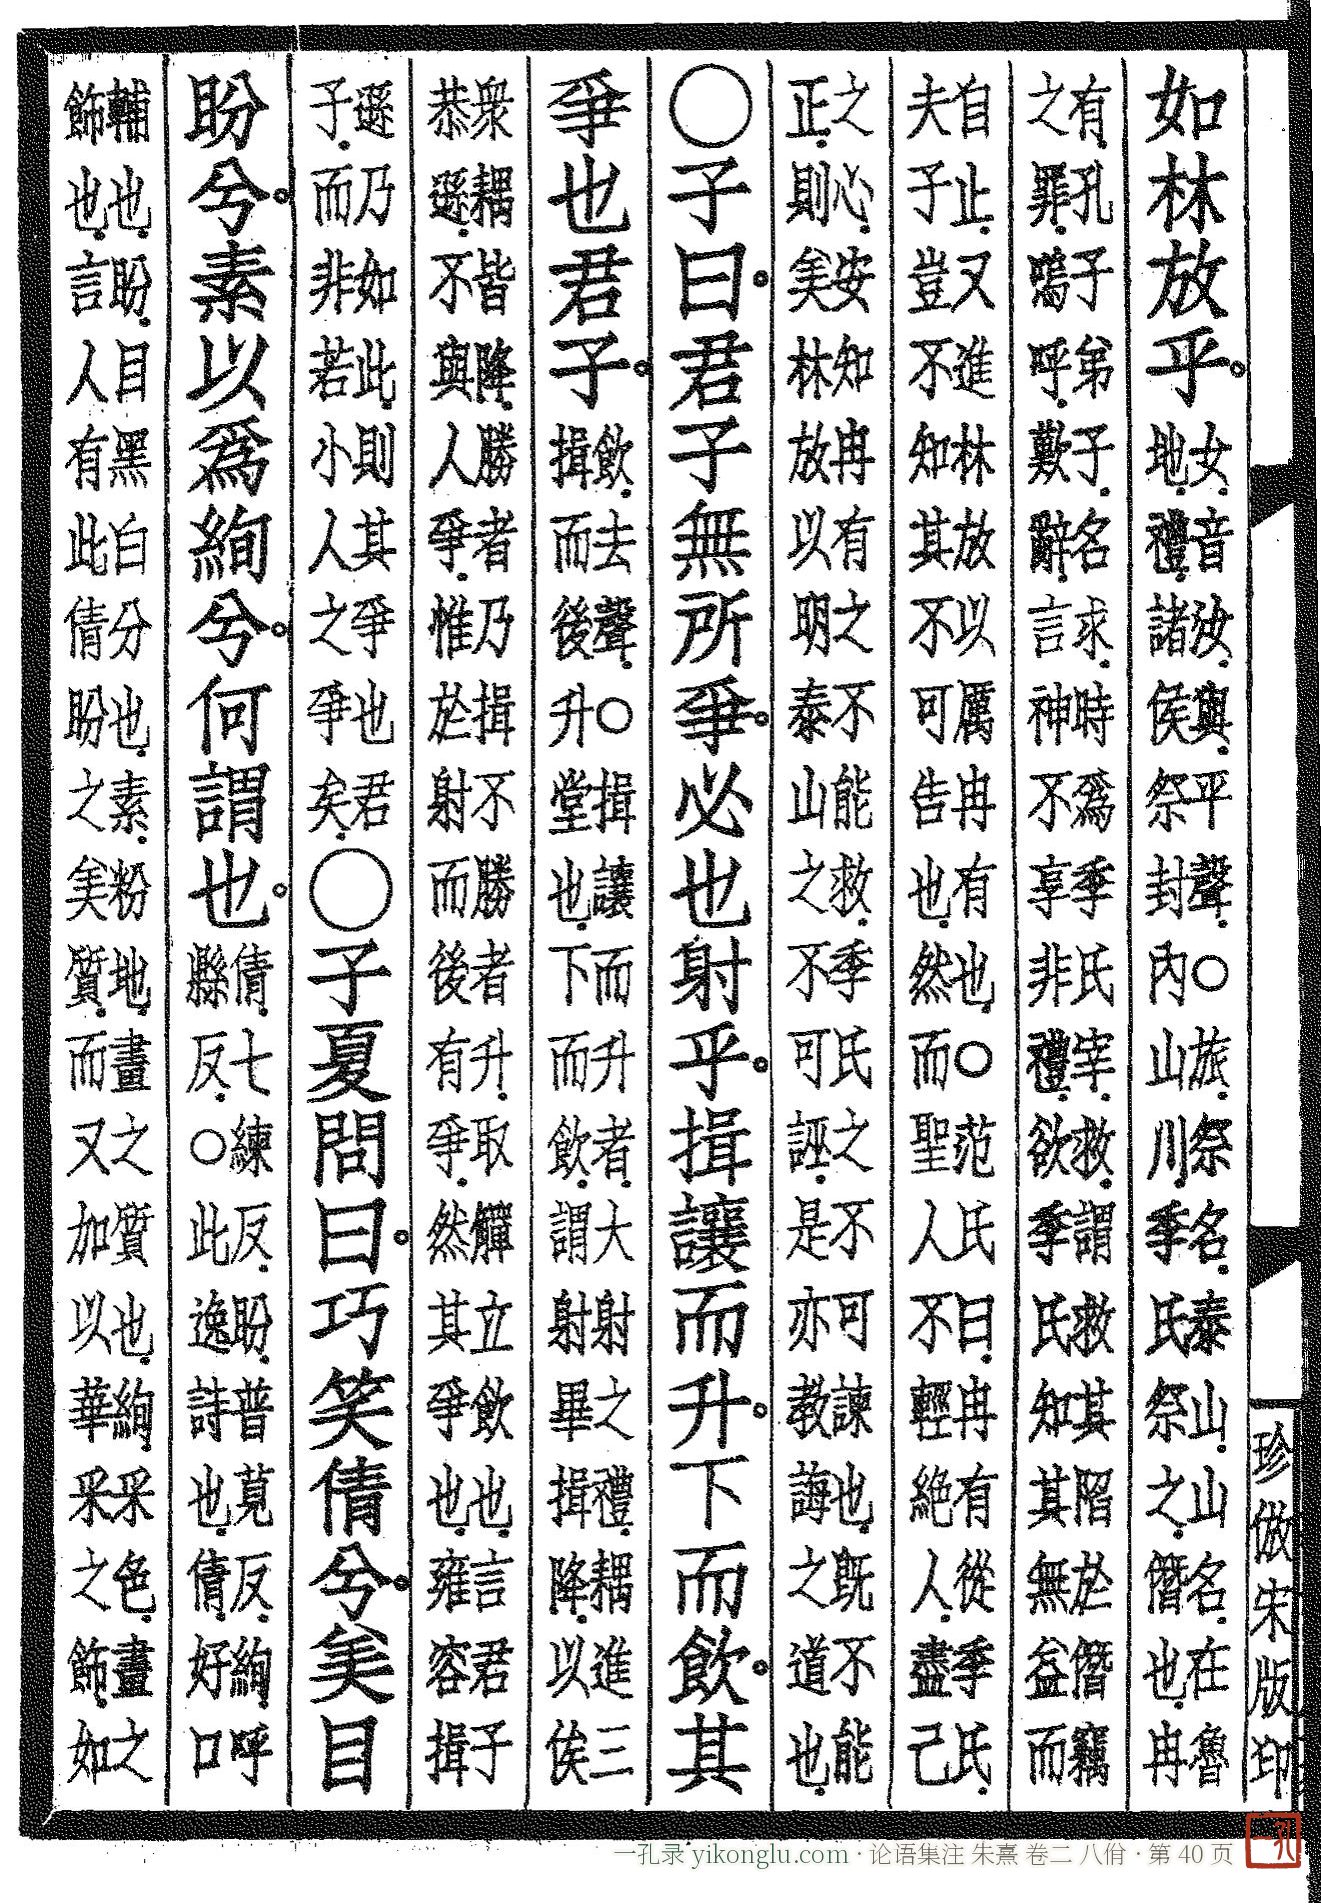 珍倣宋版印
如林放乎。女。音汝。與。平聲。○旅。祭名。泰山。山名。在魯
地。禮。諸侯祭封內山川。季氏祭之。僭也。冉
有。孔子弟子。名求。時爲季氏宰。救。謂救其陷於僭竊
之罪。嗚呼。歎辭。言神不享非禮。欲季氏知其無益而
自止。又進林放以厲冉有也。○范氏曰。冉有從季氏。
夫子豈不知其不可告也。然而聖人不輕絕人。盡己
之心。安知冉有之不能救。季氏之不可諫也。既不能
正。則美林放以明泰山之不可誣。是亦教誨之道也。
○子曰。君子無所爭。必也射乎。揖讓而升。下而飲。其
爭也君子。飲。去聲。○揖讓而升者。大射之禮。耦進三
揖而後升堂也。下而飲。謂射畢揖降。以俟
衆耦皆降。勝者乃揖不勝者升。取觶立飲也。言君子
恭遜。不與人爭。惟於射而後有爭。然其爭也。雍容揖
遜乃如此。則其爭也君
子。而非若小人之爭矣。
○子夏問曰。巧笑倩兮。美目
盼兮。素以爲絢兮。何謂也。倩。七練反。盼。普莧反。絢。呼
縣反。○此逸詩也。倩。好口
輔也。盼。目黑白分也。素。粉地。畫之質也。絢。采色。畫之
飾也。言人有此倩盼之美質。而又加以華采之飾。如
一孔录 yikonglu.com · 论语集注 朱熹 卷二 八佾 · 第 40 页
一孔